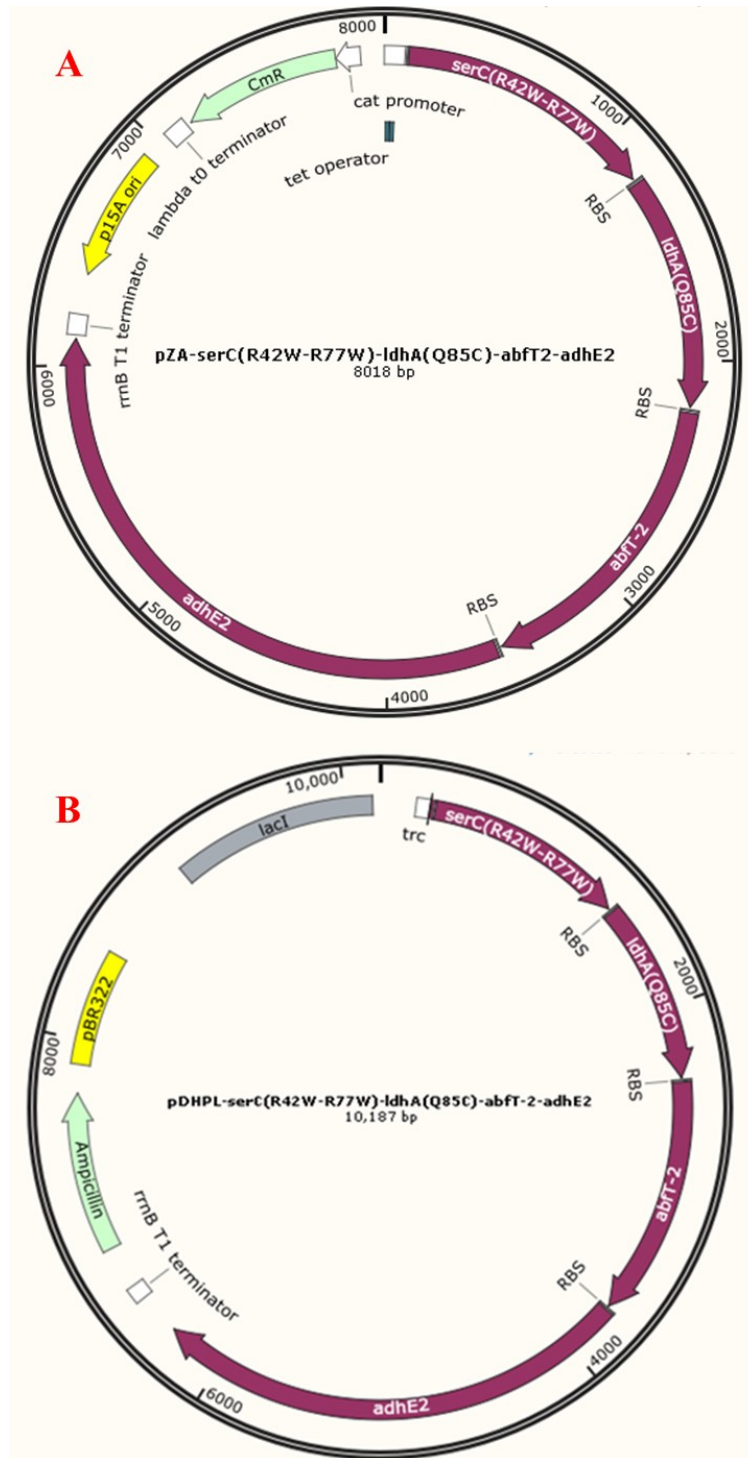 A
8000
CmR
cat promoter
serC(R42W-R77W)
1000
7000
lambda t0 terminator
tet operator
RBS
p15A ori
ldhA(Q85C)
rrnB T1 terminator
pZA-serC(R42W-R77W)-ldhA(Q85C)-abfT2-adhE2
8018 bp
2000
6000
RBS
abfT-2
3000
RBS
adhE2
5000
4000
B
10,000
lacI
trc
serC(R42W-R77W)
RBS
ldhA(Q85C)
2000
pBR322
8000
RBS
pDHPL-serC(R42W-R77W)-ldhA(Q85C)-abfT-2-adhE2
10,187 bp
Ampicillin
abfT-2
rrnB T1 terminator
RBS
4000
6000
adhE2